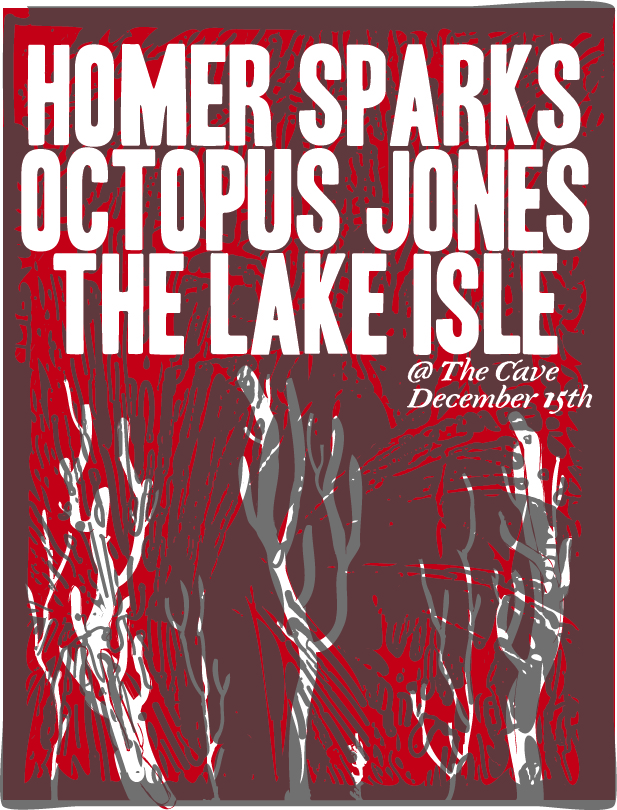 HOMER SPARKS
OCTOPUS JONES
THE LAKE ISLE
@ The Cave
December 15th